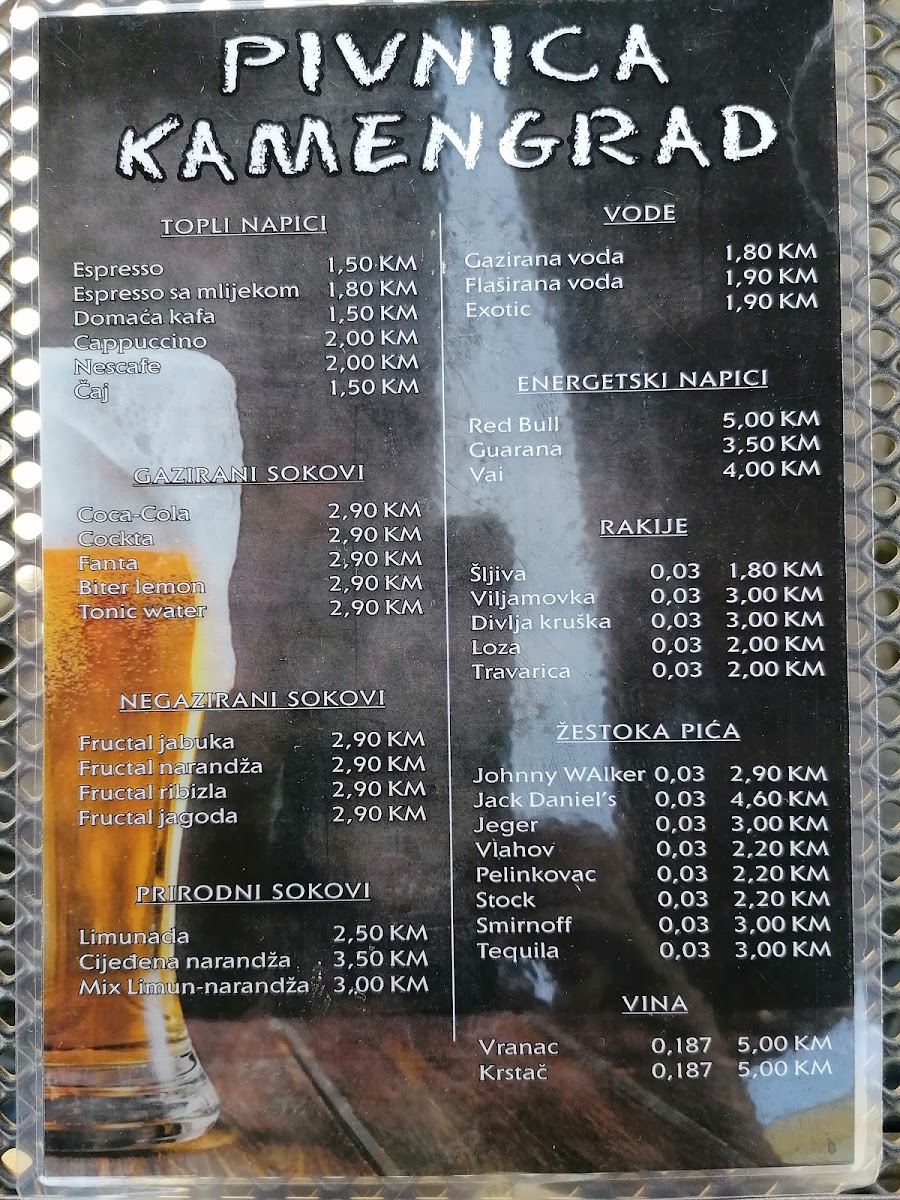 PIVNICA
KAMENGRAD
TOPLI NAPICI
Espresso 1,50 KM
Espresso sa mlijekom 1,80 KM
Domaća kafa 1,50 KM
Cappuccino 2,00 KM
Nescafe 2,00 KM
Čaj 1,50 KM
GAZIRANI SOKOVI
Coca-Cola 2,90 KM
Cockta 2,90 KM
Fanta 2,90 KM
Biter lemon 2,90 KM
Tonic water 2,90 KM
NEGAZIRANI SOKOVI
Fructal jabuka 2,90 KM
Fructal narandža 2,90 KM
Fructal ribizla 2,90 KM
Fructal jagoda 2,90 KM
PRIRODNI SOKOVI
Limunada 2,50 KM
Cijeđena narandža 3,50 KM
Mix Limun-narandža 3,00 KM
VODE
Gazirana voda 1,80 KM
Flaširana voda 1,90 KM
Exotic 1,90 KM
ENERGETSKI NAPICI
Red Bull 5,00 KM
Guarana 3,50 KM
Vai 4,00 KM
RAKIJE
Šljiva 0,03 1,80 KM
Viljamovka 0,03 3,00 KM
Divlja kruška 0,03 3,00 KM
Loza 0,03 2,00 KM
Travarica 0,03 2,00 KM
ŽESTOKA PIĆA
Johnny WAlker 0,03 2,90 KM
Jack Daniel's 0,03 4,60 KM
Jeger 0,03 3,00 KM
Vlahov 0,03 2,20 KM
Pelinkovac 0,03 2,20 KM
Stock 0,03 2,20 KM
Smirnoff 0,03 3,00 KM
Tequila 0,03 3,00 KM
VINA
Vranac 0,187 5,00 KM
Krstač 0,187 5,00 KM